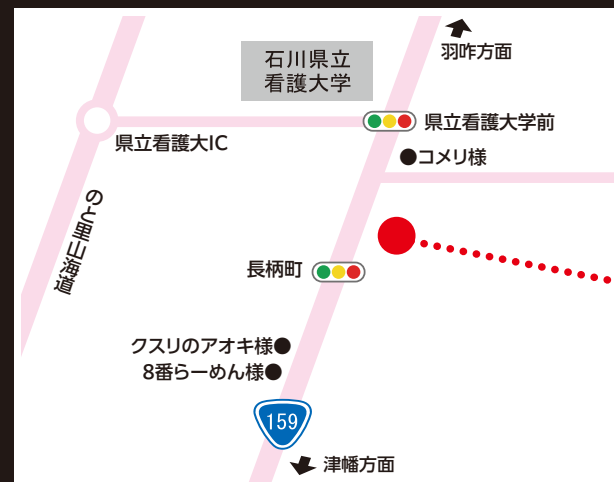 羽咋方面
石川県立
看護大学
県立看護大学前
県立看護大IC
●コメリ様
のと里山海道
長柄町
クスリのアオキ様●
8番らーめん様●
159
津幡方面